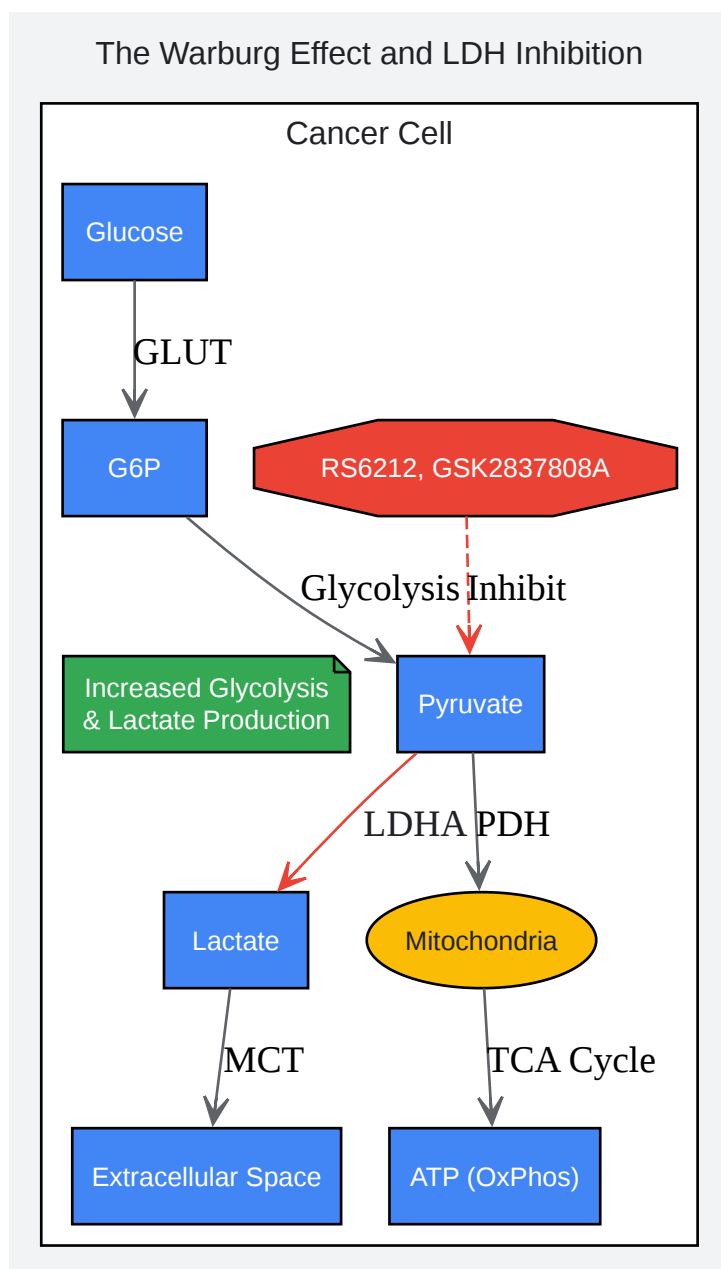 The Warburg Effect and LDH Inhibition
Cancer Cell
Glucose
GLUT
G6P
RS6212, GSK2837808A
Glycolysis
Inhibit
Increased Glycolysis
& Lactate Production
Pyruvate
LDHA
PDH
Lactate
Mitochondria
MCT
TCA Cycle
Extracellular Space
ATP (OxPhos)